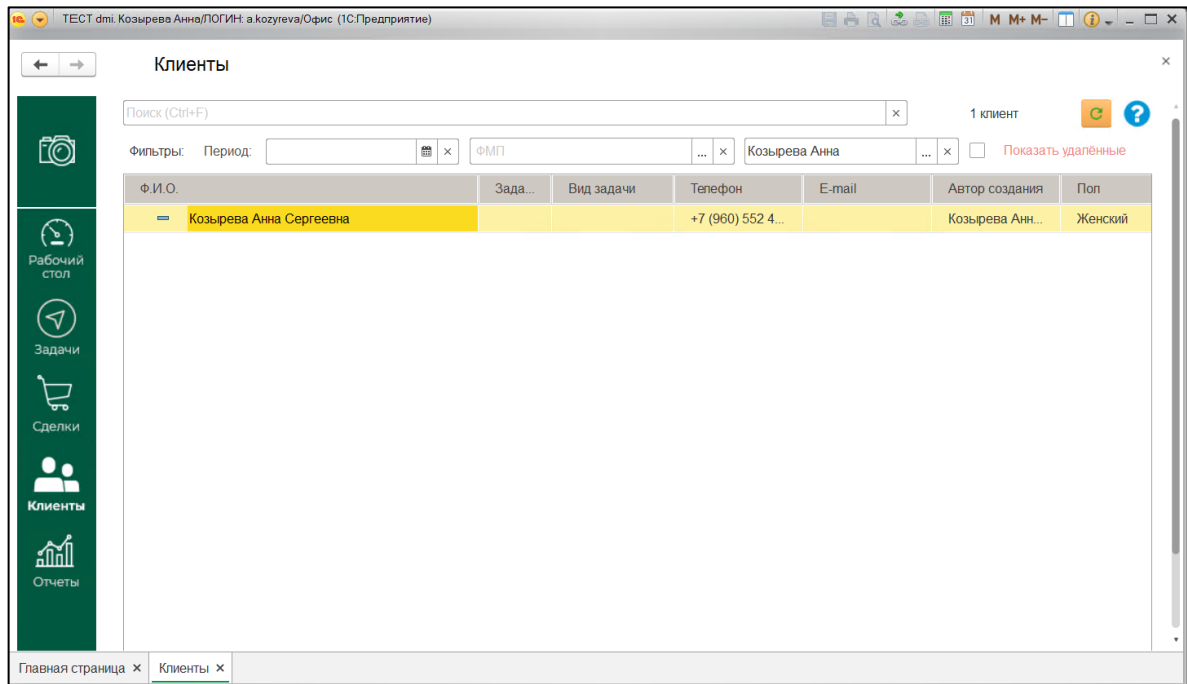 ТЕСТ dmi. Козырева Анна/ЛОГИН: a.kozyreva/Офис (1С:Предприятие)
M M+ M-
Клиенты
Поиск (Ctrl+F)
1 клиент
Фильтры: Период: ФМП ... Козырева Анна ... Показать удалённые
Ф.И.О. Зада... Вид задачи Телефон E-mail Автор создания Пол
Козырева Анна Сергеевна +7 (960) 552 4... Козырева Анн... Женский
Рабочий
стол
Задачи
Сделки
Клиенты
Отчеты
Главная страница Клиенты